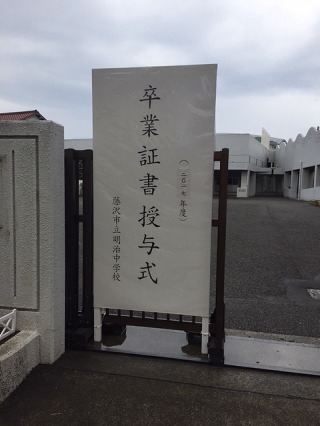 （二〇一七年度）
卒業証書授与式
藤沢市立明治中学校